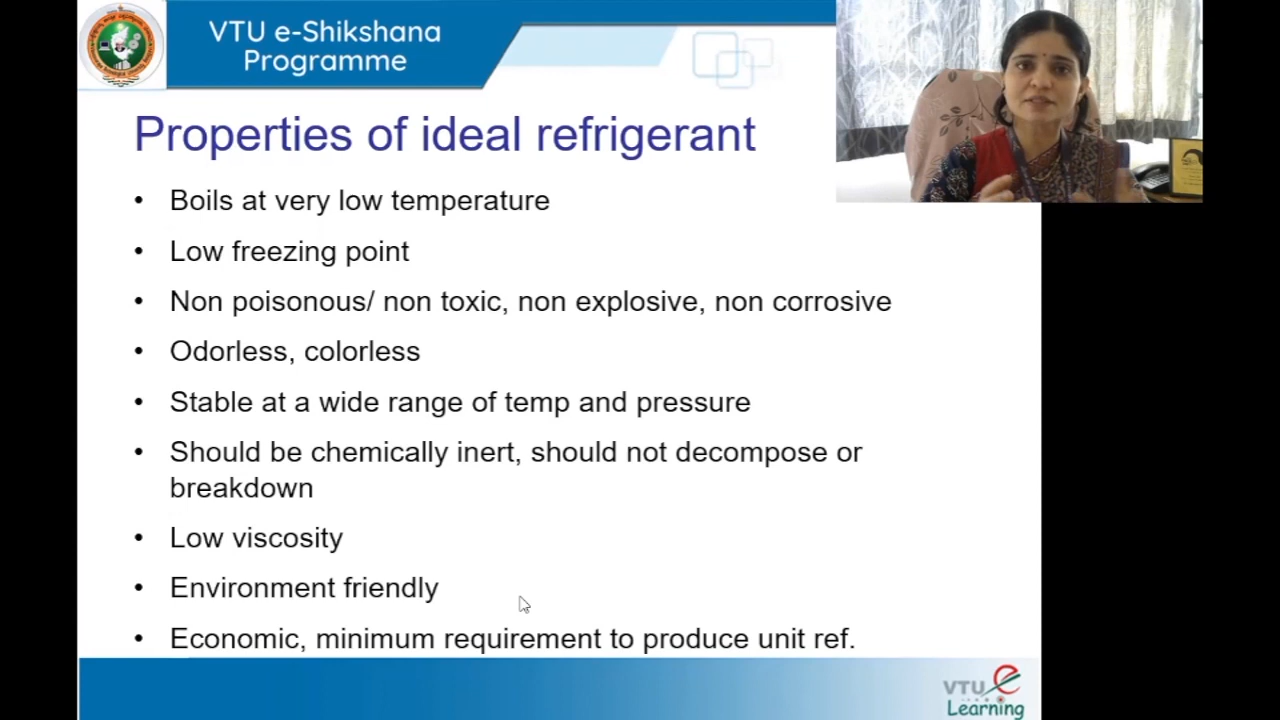 VTU e-Shikshana
Programme
Properties of ideal refrigerant
• Boils at very low temperature
• Low freezing point
• Non poisonous/ non toxic, non explosive, non corrosive
• Odorless, colorless
• Stable at a wide range of temp and pressure
• Should be chemically inert, should not decompose or
breakdown
• Low viscosity
• Environment friendly
• Economic, minimum requirement to produce unit ref.
VTU e
Learning